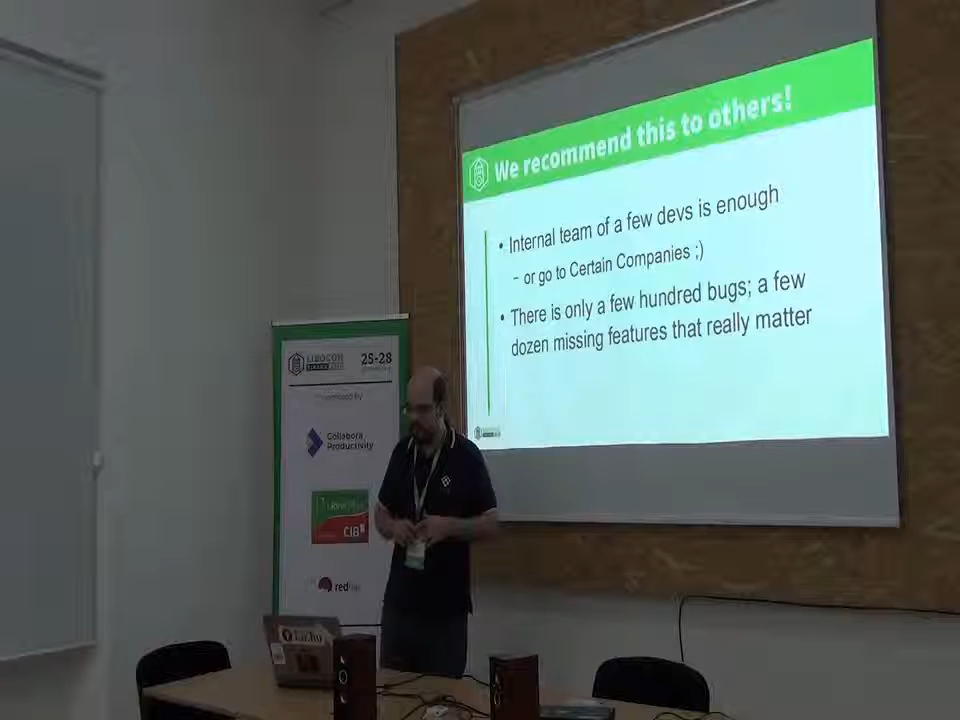 We recommend this to others!
• Internal team of a few devs is enough
– or go to Certain Companies ;)
• There is only a few hundred bugs; a few
dozen missing features that really matter
LIBOCON
25-28
Collabora
Productivity
CIB